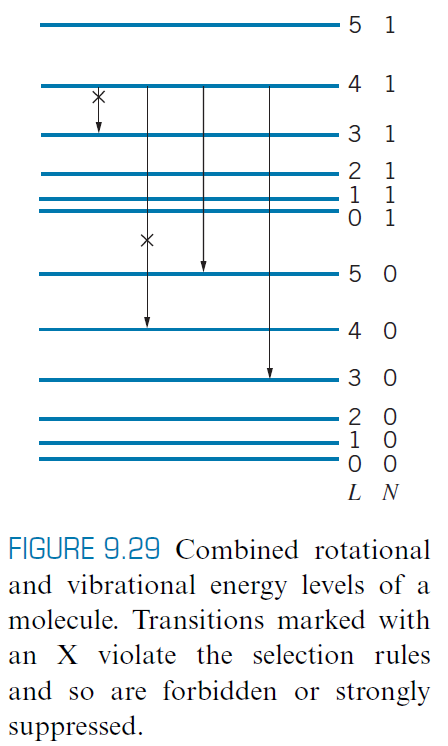 5 1
4 1
3 1
2 1
1 1
0 1
5 0
4 0
3 0
2 0
1 0
0 0
L N
FIGURE 9.29 Combined rotational
and vibrational energy levels of a
molecule. Transitions marked with
an X violate the selection rules
and so are forbidden or strongly
suppressed.